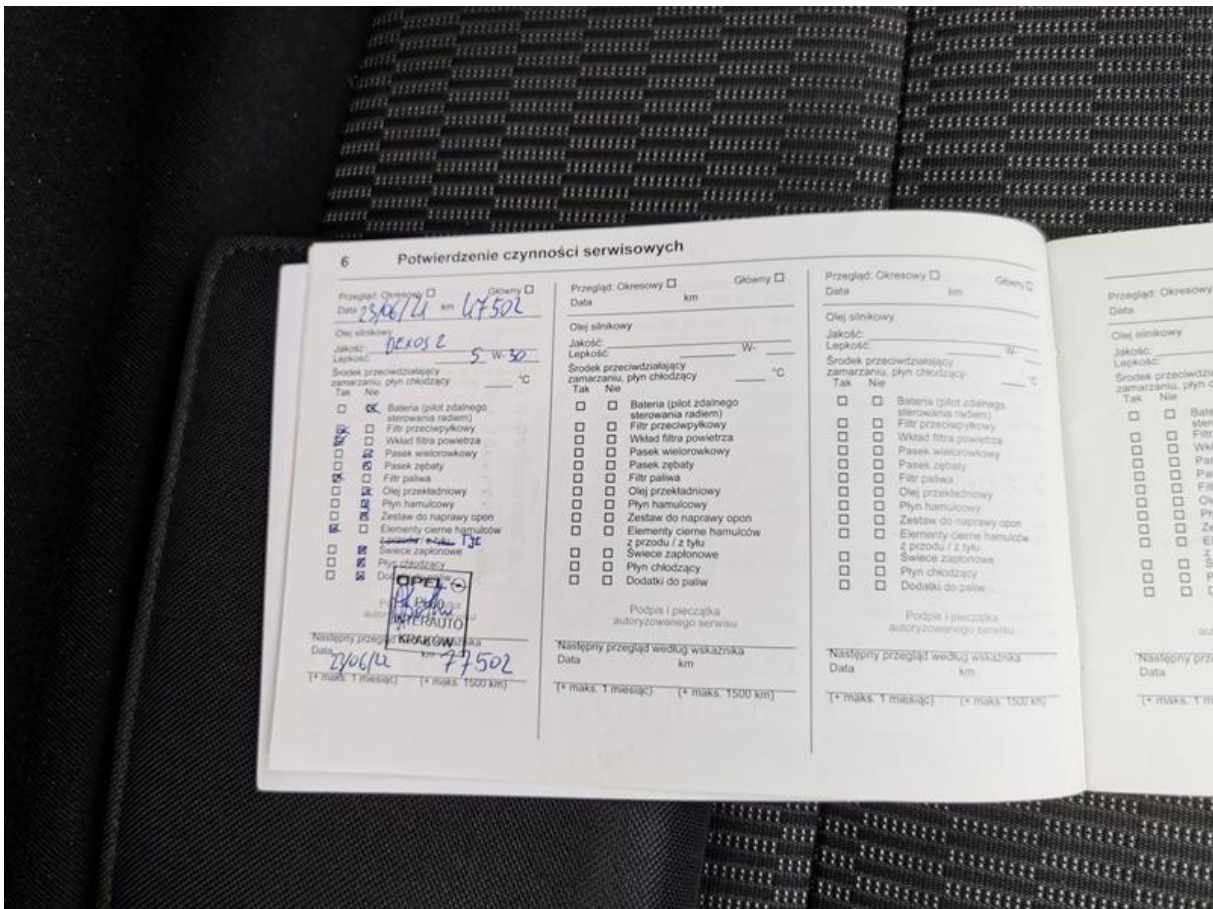 6 Potwierdzenie czynności serwisowych
Przegląd: Okresowy ☐ Główny ☐
Data 23/06/21 km 47502
Olej silnikowy
Jakość: DEXOS 2
Lepkość: 5 W-30
Środek przeciwdziałający
zamarzaniu, płyn chłodzący °C
Tak Nie
Bateria (pilot zdalnego
sterowania radiem)
Filtr przeciwpyłkowy
Wkład filtra powietrza
Pasek wielorowkowy
Pasek zębaty
Filtr paliwa
Olej przekładniowy
Płyn hamulcowy
Zestaw do naprawy opon
Elementy cierne hamulców
z przodu / z tyłu
Świece zapłonowe
Płyn chłodzący
OPEL
INTERAUTO
KRAKÓW
Następny przegląd
Data 23/06/22 km 77502
(+ maks. 1 miesiąc) (+ maks. 1500 km)
Przegląd: Okresowy ☐ Główny ☐
Data km
Olej silnikowy
Jakość:
Lepkość: W-
Środek przeciwdziałający
zamarzaniu, płyn chłodzący °C
Tak Nie
☐ ☐ Bateria (pilot zdalnego
sterowania radiem)
☐ ☐ Filtr przeciwpyłkowy
☐ ☐ Wkład filtra powietrza
☐ ☐ Pasek wielorowkowy
☐ ☐ Pasek zębaty
☐ ☐ Filtr paliwa
☐ ☐ Olej przekładniowy
☐ ☐ Płyn hamulcowy
☐ ☐ Zestaw do naprawy opon
☐ ☐ Elementy cierne hamulców
z przodu / z tyłu
☐ ☐ Świece zapłonowe
☐ ☐ Płyn chłodzący
☐ ☐ Dodatki do paliw
Podpis i pieczątka
autoryzowanego serwisu
Następny przegląd według wskaźnika
Data km
(+ maks. 1 miesiąc) (+ maks. 1500 km)
Przegląd: Okresowy ☐ Główny ☐
Data km
Olej silnikowy
Jakość:
Lepkość: W-
Środek przeciwdziałający
zamarzaniu, płyn chłodzący °C
Tak Nie
☐ ☐ Bateria (pilot zdalnego
sterowania radiem)
☐ ☐ Filtr przeciwpyłkowy
☐ ☐ Wkład filtra powietrza
☐ ☐ Pasek wielorowkowy
☐ ☐ Pasek zębaty
☐ ☐ Filtr paliwa
☐ ☐ Olej przekładniowy
☐ ☐ Płyn hamulcowy
☐ ☐ Zestaw do naprawy opon
☐ ☐ Elementy cierne hamulców
z przodu / z tyłu
☐ ☐ Świece zapłonowe
☐ ☐ Płyn chłodzący
☐ ☐ Dodatki do paliw
Podpis i pieczątka
autoryzowanego serwisu
Następny przegląd według wskaźnika
Data km
(+ maks. 1 miesiąc) (+ maks. 1500 km)
Przegląd: Okresowy
Data
Olej silnikowy
Jakość:
Lepkość:
zamarzaniu, płyn
Tak Nie
Następny
Data
(+ maks. 1